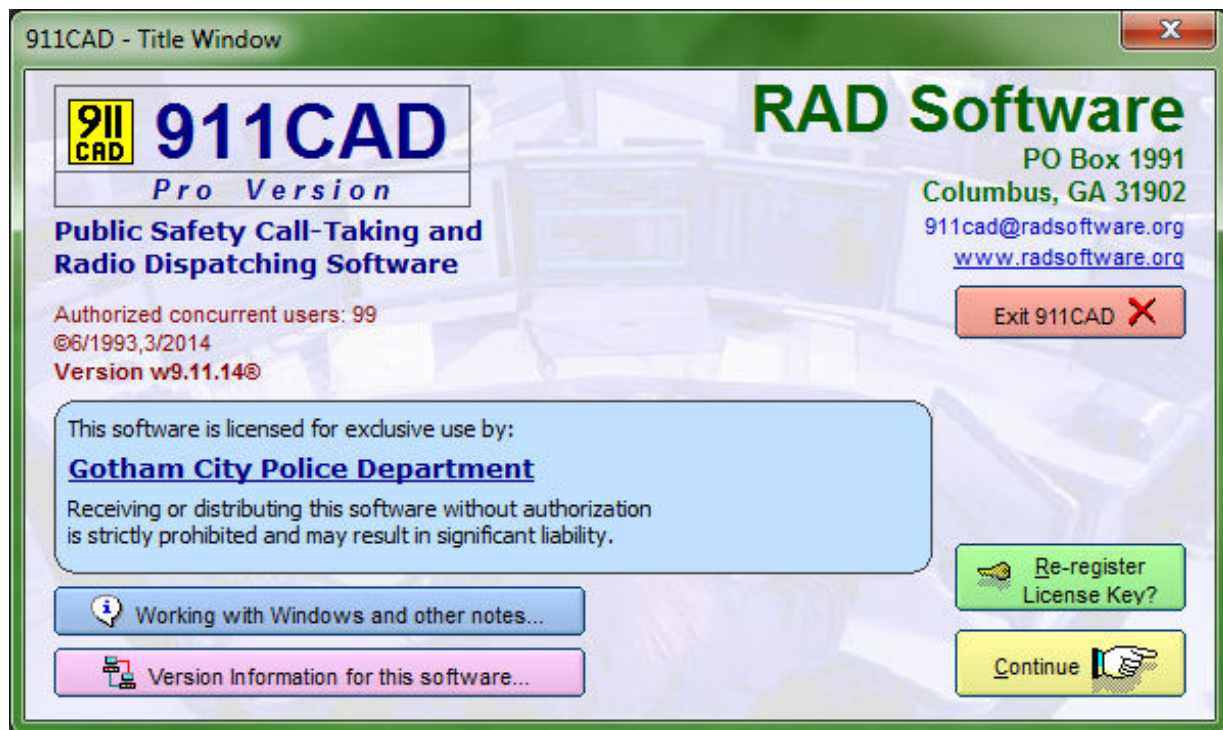 911CAD - Title Window
911
CAD
911CAD
Pro Version
Public Safety Call-Taking and
Radio Dispatching Software
RAD Software
PO Box 1991
Columbus, GA 31902
911cad@radsoftware.org
www.radsoftware.org
Exit 911CAD
Authorized concurrent users: 99
©6/1993,3/2014
Version w9.11.14®
This software is licensed for exclusive use by:
Gotham City Police Department
Receiving or distributing this software without authorization
is strictly prohibited and may result in significant liability.
Working with Windows and other notes...
Version Information for this software...
Re-register
License Key?
Continue